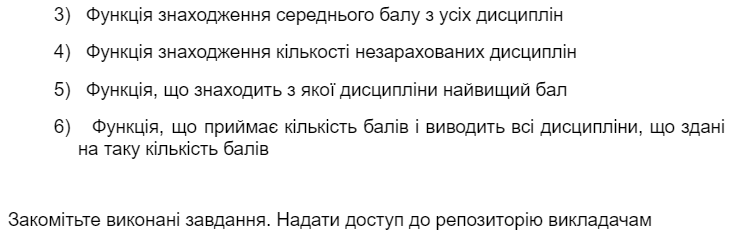 3) Функція знаходження середнього балу з усіх дисциплін
4) Функція знаходження кількості незарахованих дисциплін
5) Функція, що знаходить з якої дисципліни найвищий бал
6) Функція, що приймає кількість балів і виводить всі дисципліни, що здані
на таку кількість балів
Закомітьте виконані завдання. Надати доступ до репозиторію викладачам